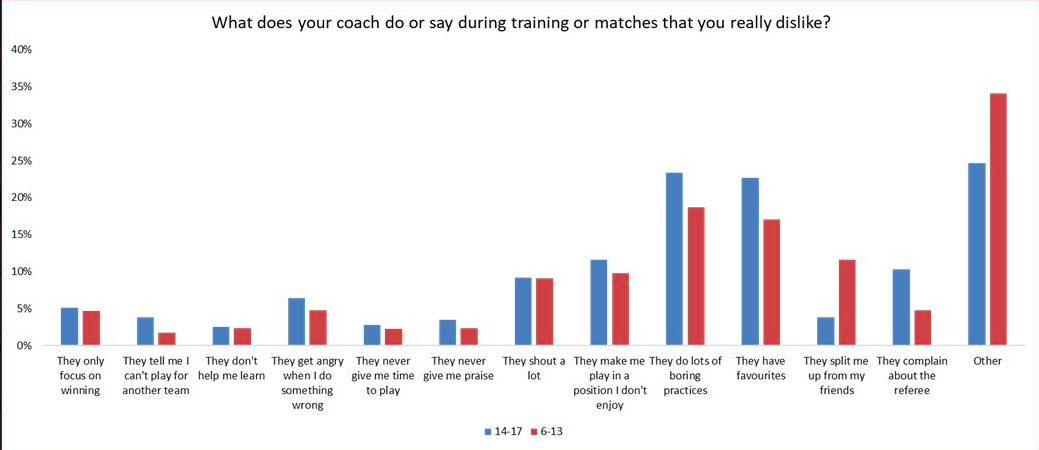 What does your coach do or say during training or matches that you really dislike?
40%
35%
30%
25%
20%
15%
10%
5%
0%
They only
focus on
winning
They tell me I
can't play for
another team
They don't
help me learn
They get angry
when I do
something
wrong
They never
give me time
to play
They never
give me praise
They shout a
lot
They make me
play in a
position I don't
enjoy
They do lots of
boring
practices
They have
favourites
They split me
up from my
friends
They complain
about the
referee
Other
14-17
6-13